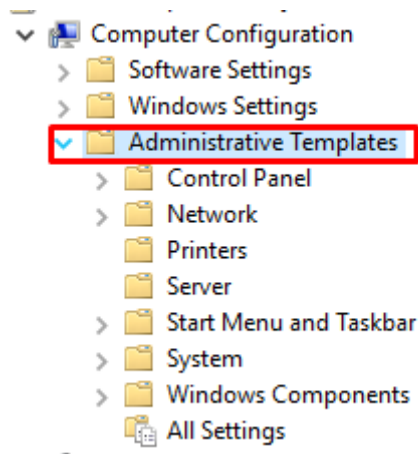 Computer Configuration
Software Settings
Windows Settings
Administrative Templates
Control Panel
Network
Printers
Server
Start Menu and Taskbar
System
Windows Components
All Settings